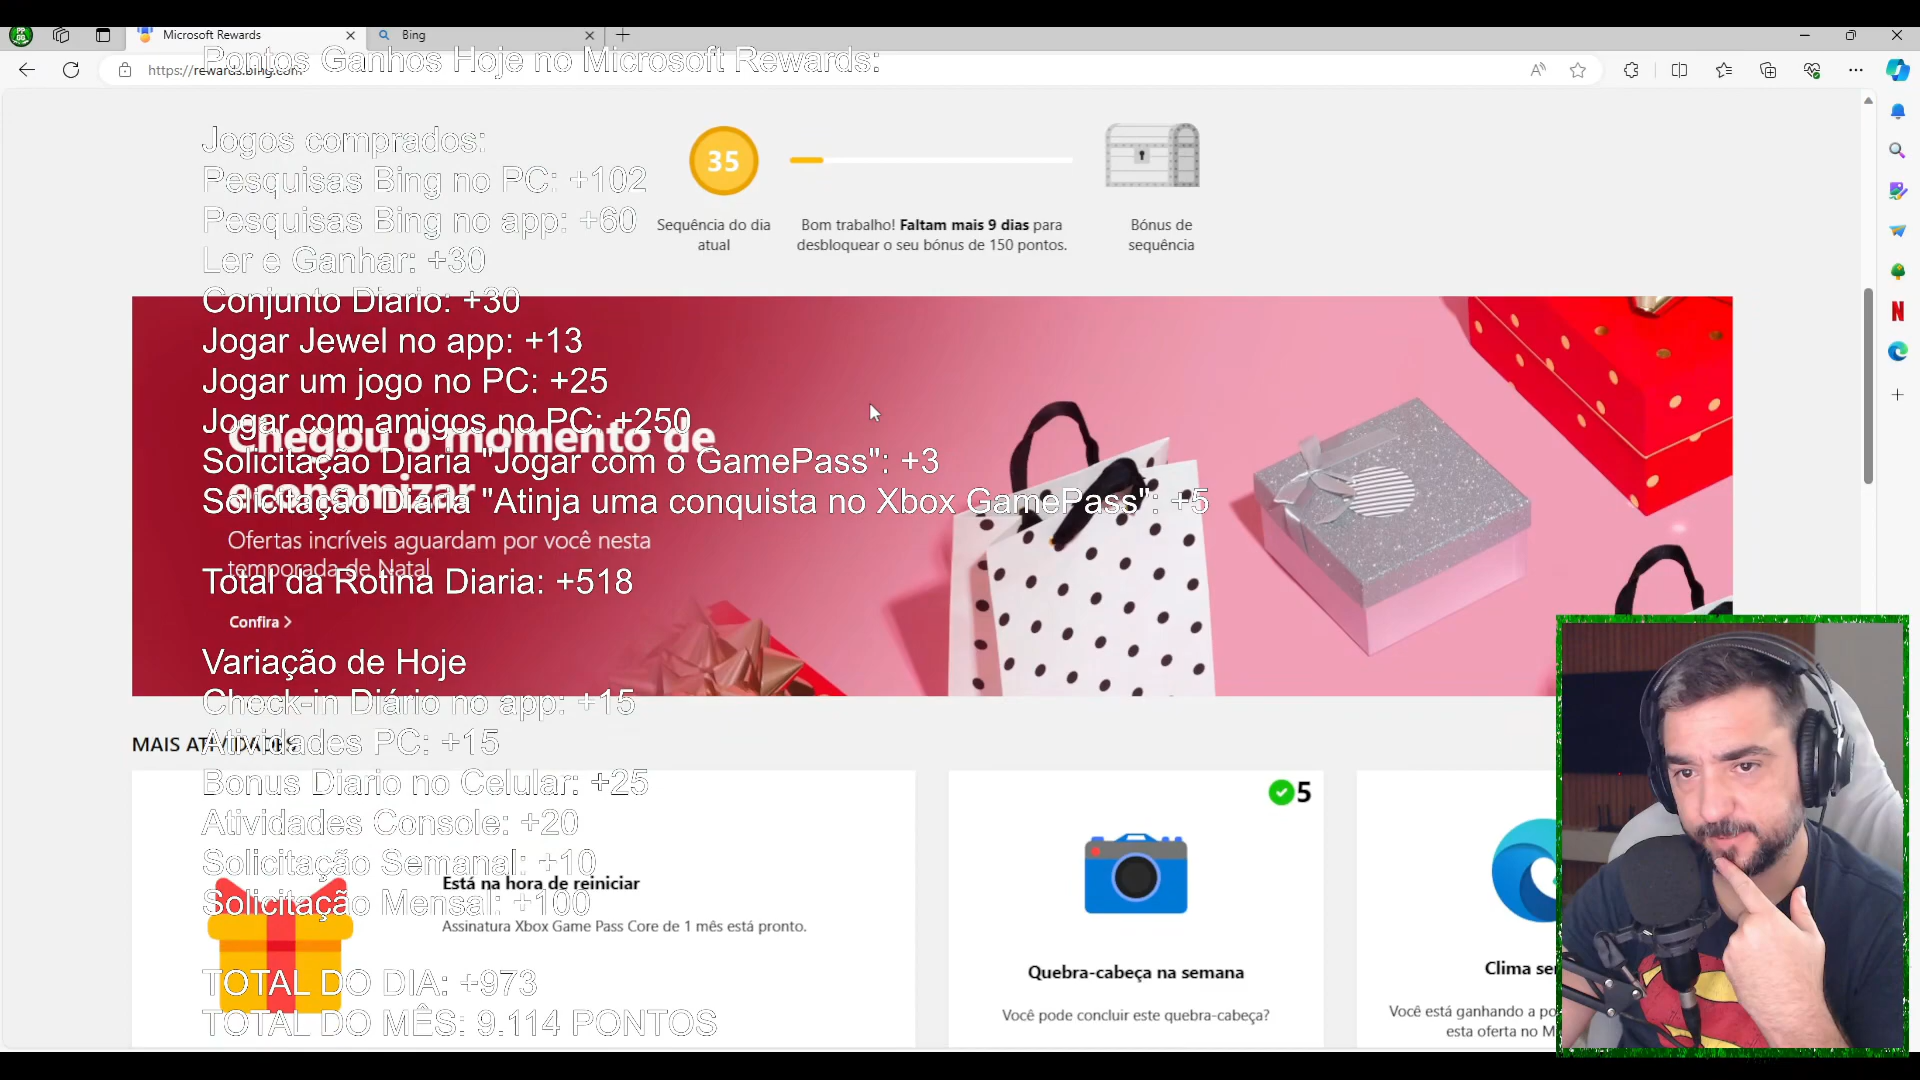 Microsoft Rewards
Bing
https://rewards.bing.com
Pontos Ganhos Hoje no Microsoft Rewards:
Jogos comprados:
Pesquisas Bing no PC: +102
Pesquisas Bing no app: +60
Ler e Ganhar: +30
Conjunto Diario: +30
Jogar Jewel no app: +13
Jogar um jogo no PC: +25
Jogar com amigos no PC: +250
Solicitação Diaria "Jogar com o GamePass": +3
Solicitação Diaria "Atinja uma conquista no Xbox GamePass": +5
Total da Rotina Diaria: +518
Variação de Hoje
Check-in Diário no app: +15
Atividades PC: +15
Bonus Diario no Celular: +25
Atividades Console: +20
Solicitação Semanal: +10
Solicitação Mensal: +100
TOTAL DO DIA: +973
TOTAL DO MÊS: 9.114 PONTOS
35
Sequência do dia
atual
Bom trabalho! Faltam mais 9 dias para
desbloquear o seu bónus de 150 pontos.
Bónus de
sequência
Chegou o momento de
economizar
Ofertas incríveis aguardam por você nesta
temporada de Natal
Confira >
MAIS ATIVIDADES
Está na hora de reiniciar
Assinatura Xbox Game Pass Core de 1 mês está pronto.
5
Quebra-cabeça na semana
Você pode concluir este quebra-cabeça?
Clima
Você está ganhando a
esta oferta no